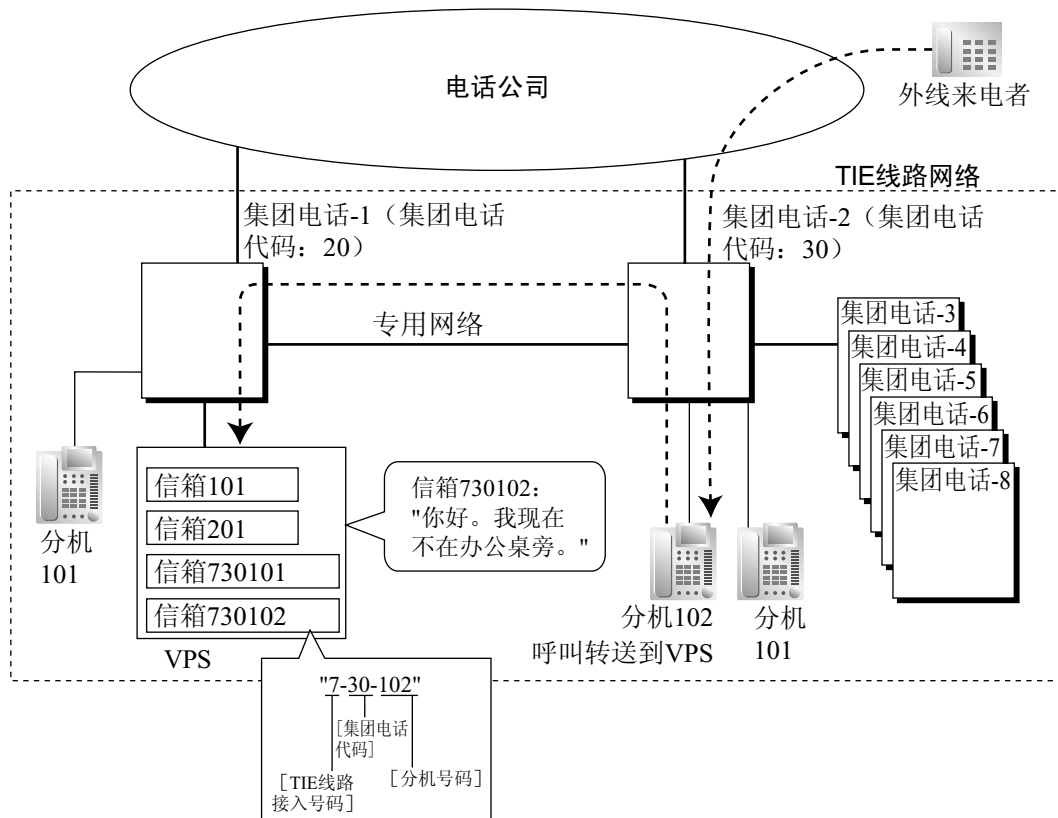 电话公司
外线来电者
TIE线路网络
集团电话-1（集团电话
代码：20）
集团电话-2（集团电话
代码：30）
专用网络
集团电话-3
集团电话-4
集团电话-5
集团电话-6
集团电话-7
集团电话-8
分机
101
信箱101
信箱201
信箱730101
信箱730102
VPS
信箱730102：
"你好。我现在
不在办公桌旁。"
分机102
呼叫转送到VPS
分机
101
"7-30-102"
[集团电话
代码]
[TIE线路
接入号码]
[分机号码]